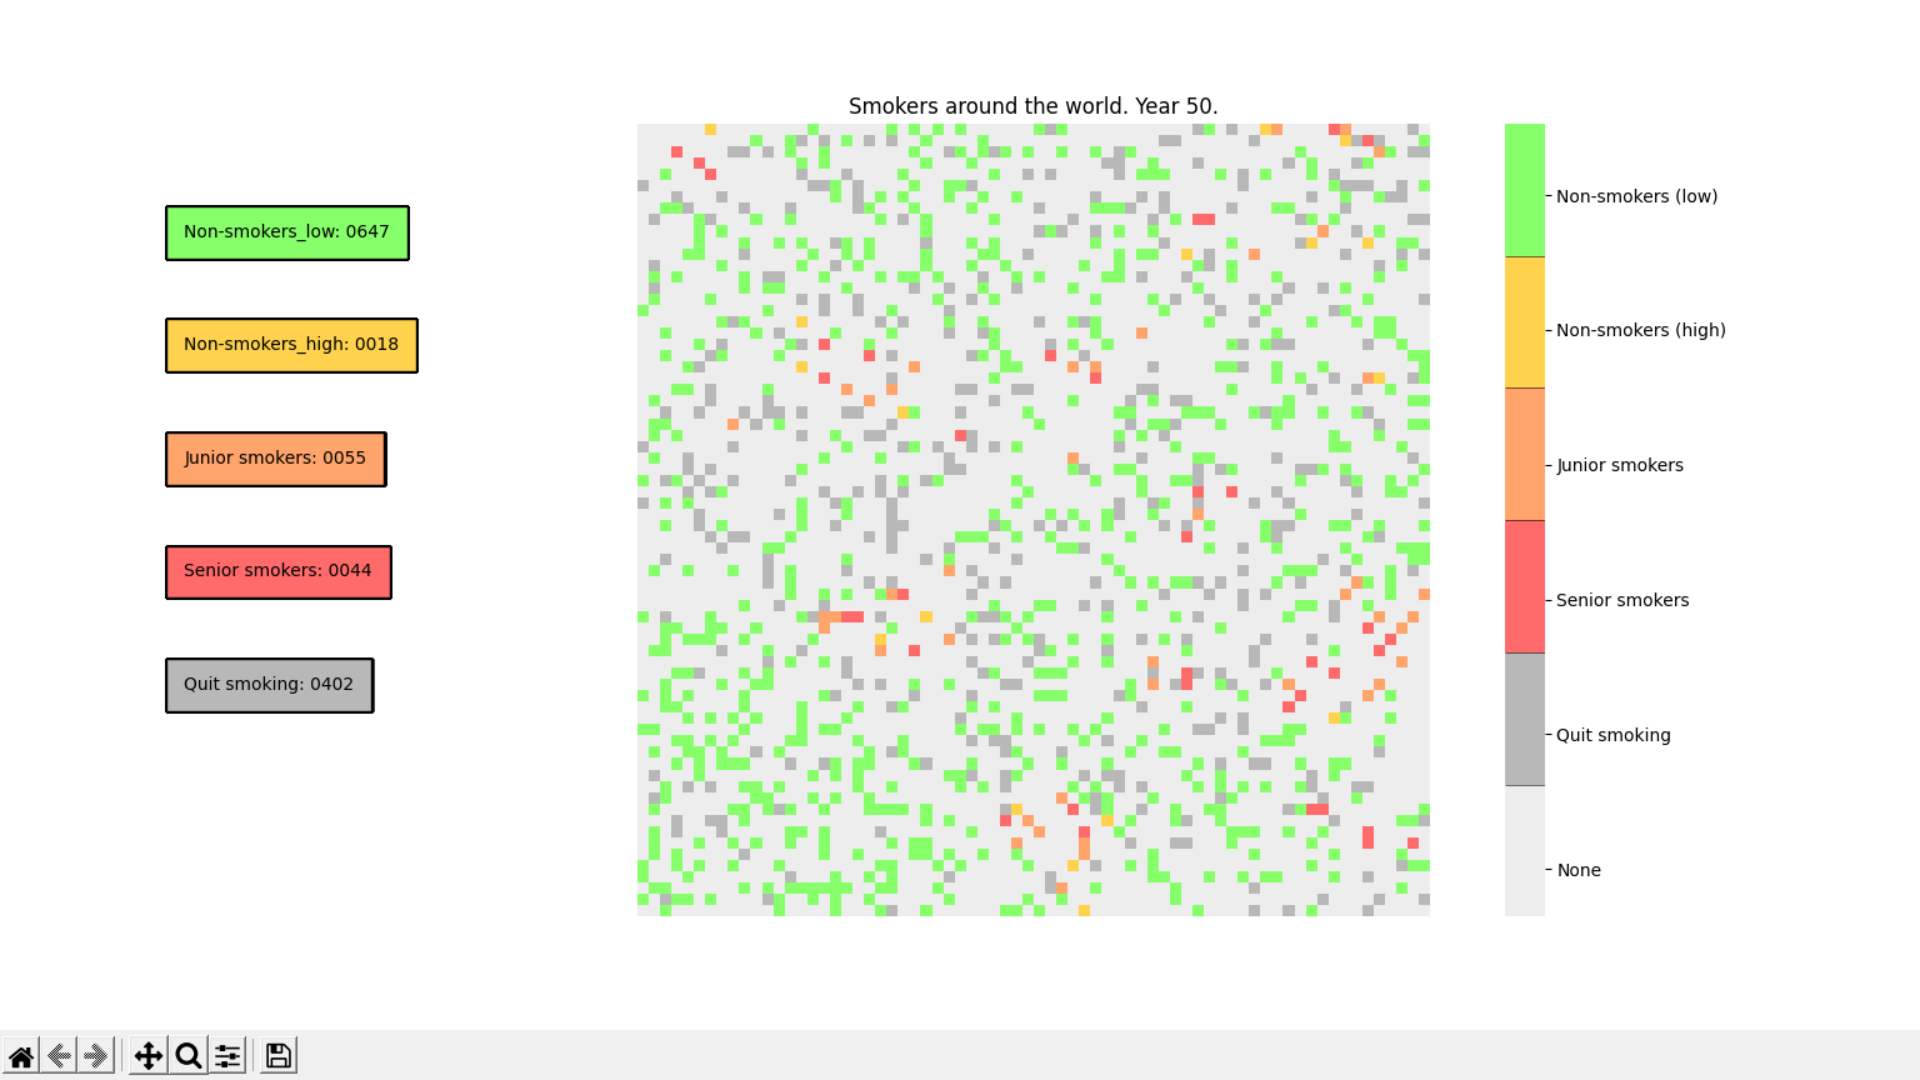 Smokers around the world. Year 50.
Non-smokers_low: 0647
Non-smokers_high: 0018
Junior smokers: 0055
Senior smokers: 0044
Quit smoking: 0402
Non-smokers (low)
Non-smokers (high)
Junior smokers
Senior smokers
Quit smoking
None